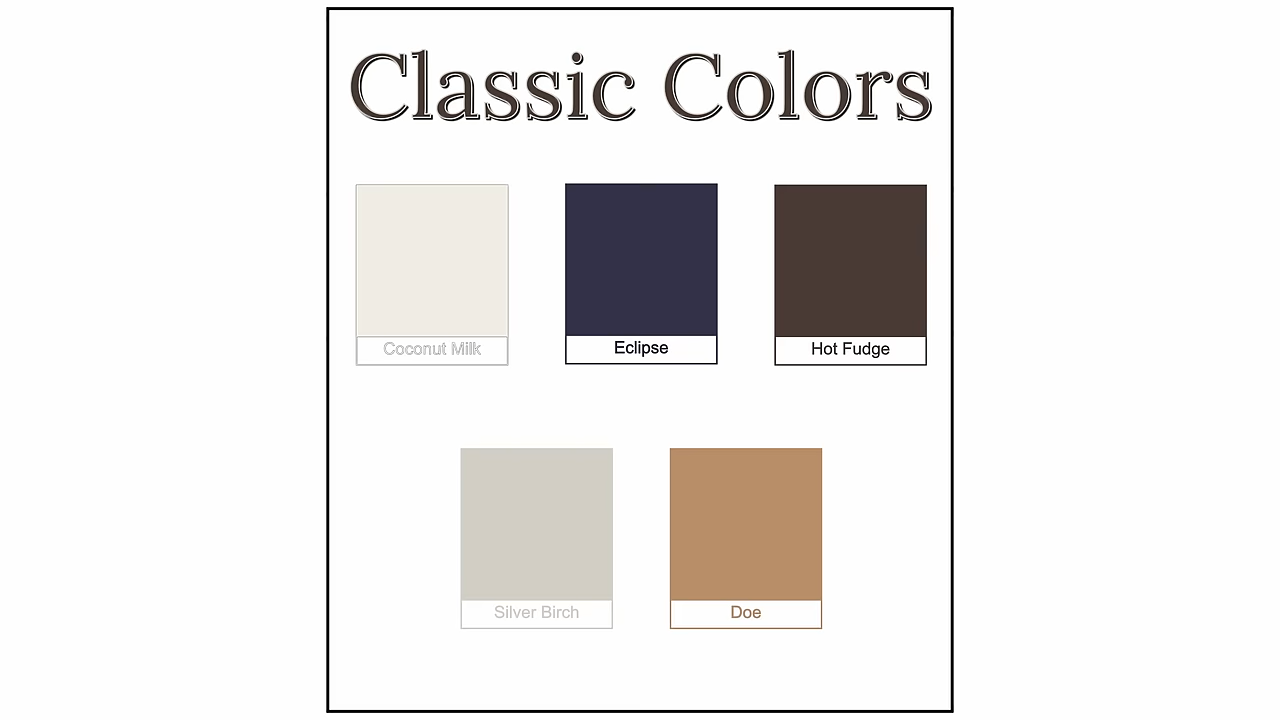 Classic Colors
Coconut Milk
Eclipse
Hot Fudge
Silver Birch
Doe